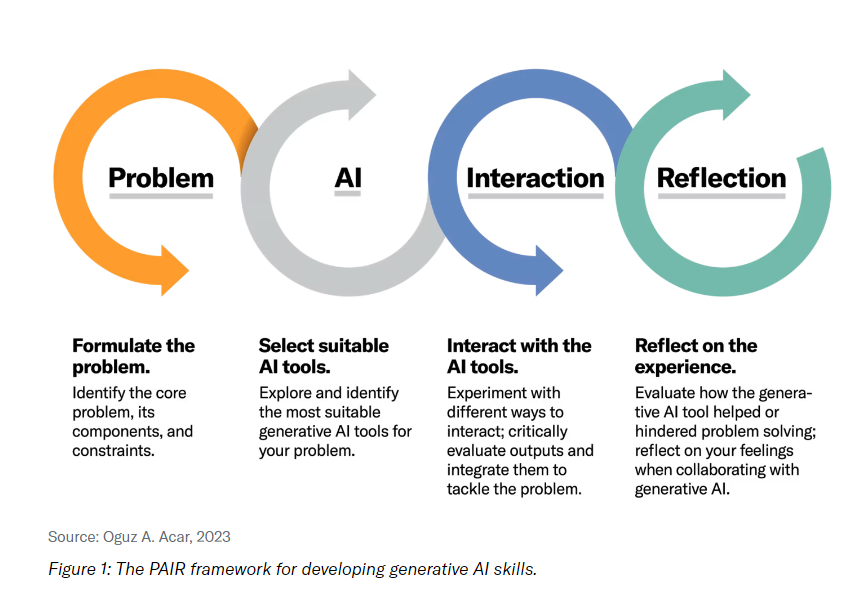 Problem
AI
Interaction
Reflection
Formulate the
problem.
Identify the core
problem, its
components, and
constraints.
Select suitable
AI tools.
Explore and identify
the most suitable
generative AI tools for
your problem.
Interact with the
AI tools.
Experiment with
different ways to
interact; critically
evaluate outputs and
integrate them to
tackle the problem.
Reflect on the
experience.
Evaluate how the genera-
tive AI tool helped or
hindered problem solving;
reflect on your feelings
when collaborating with
generative AI.
Source: Oguz A. Acar, 2023
Figure 1: The PAIR framework for developing generative AI skills.